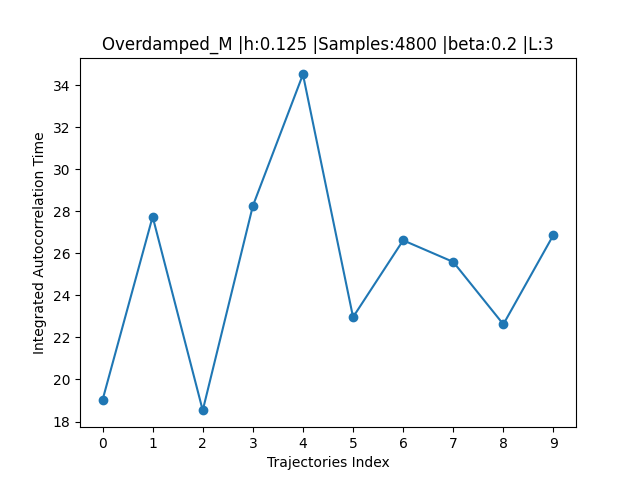 Overdamped_M |h:0.125 |Samples:4800 |beta:0.2 |L:3
Integrated Autocorrelation Time
34
32
30
28
26
24
22
20
18
0 1 2 3 4 5 6 7 8 9
Trajectories Index